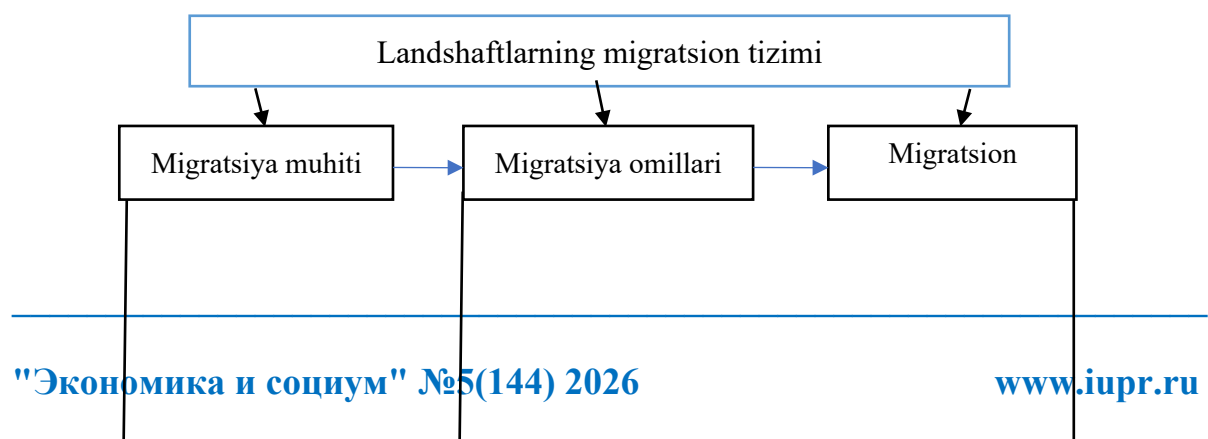 Landshaftlarning migratsion tizimi
Migratsiya muhiti
Migratsiya omillari
Migratsion
"Экономика и социум" №5(144) 2026
www.iupr.ru